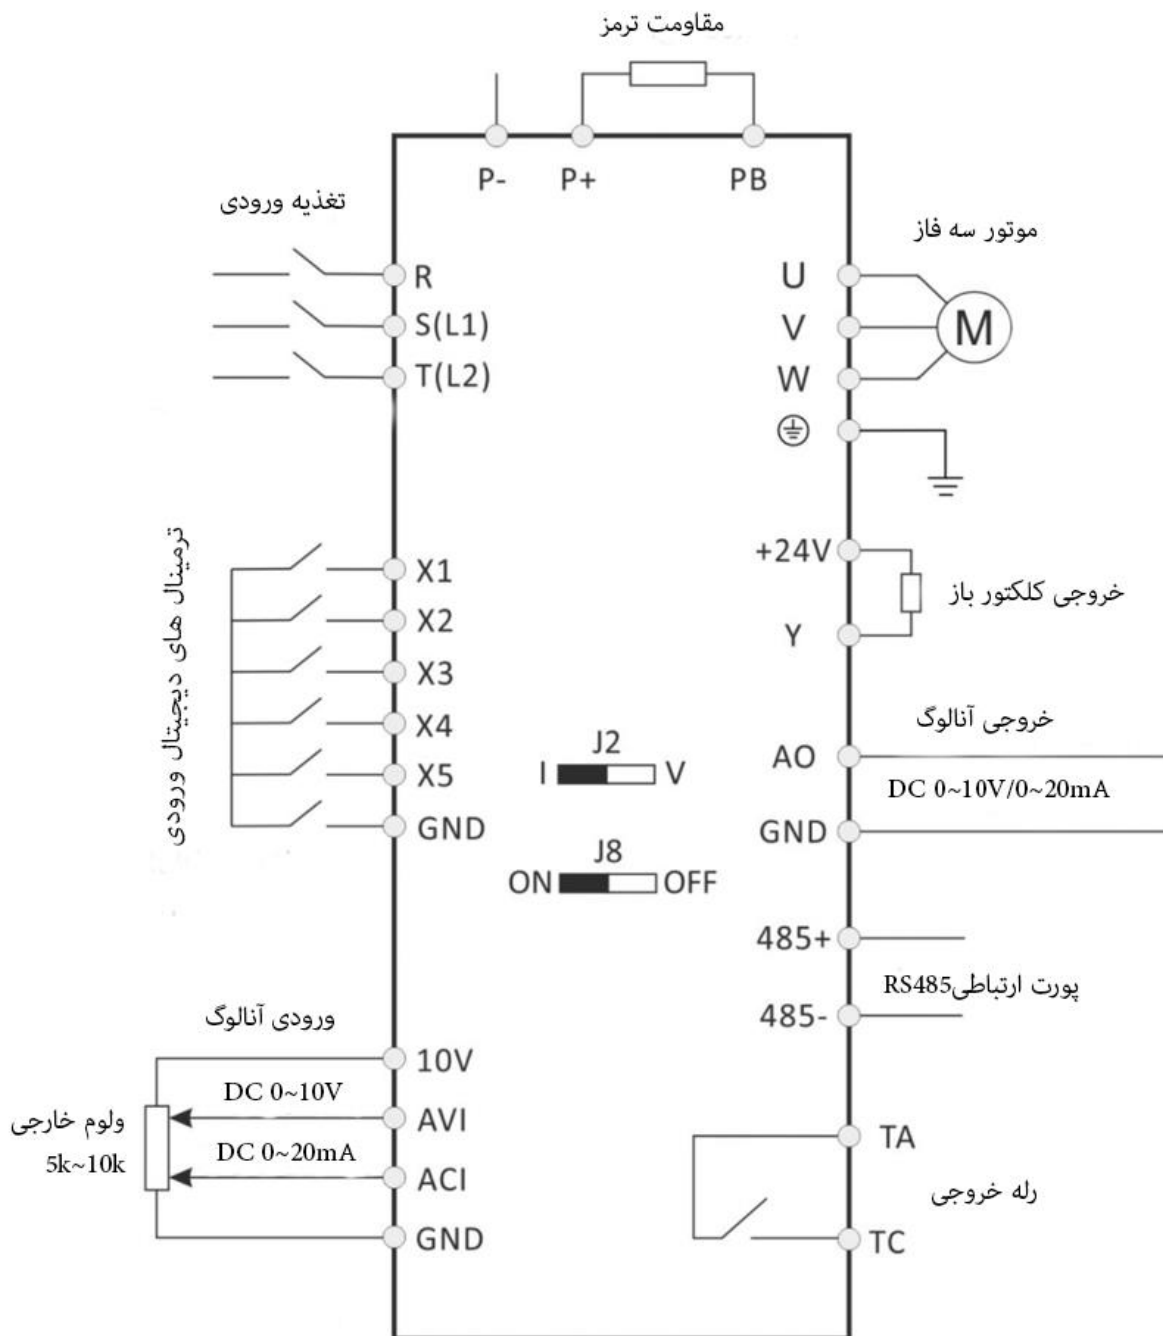 مقاومت ترمز
P-
P+
PB
تغذیه ورودی
R
S(L1)
T(L2)
موتور سه فاز
U
V
W
M
ترمینال های دیجیتال ورودی
X1
X2
X3
X4
X5
GND
+24V
Y
خروجی کلکتور باز
J2
I
V
J8
ON
OFF
خروجی آنالوگ
AO
DC 0~10V/0~20mA
GND
485+
پورت ارتباطیRS485
485-
ورودی آنالوگ
10V
DC 0~10V
AVI
ولوم خارجی
5k~10k
DC 0~20mA
ACI
GND
TA
رله خروجی
TC